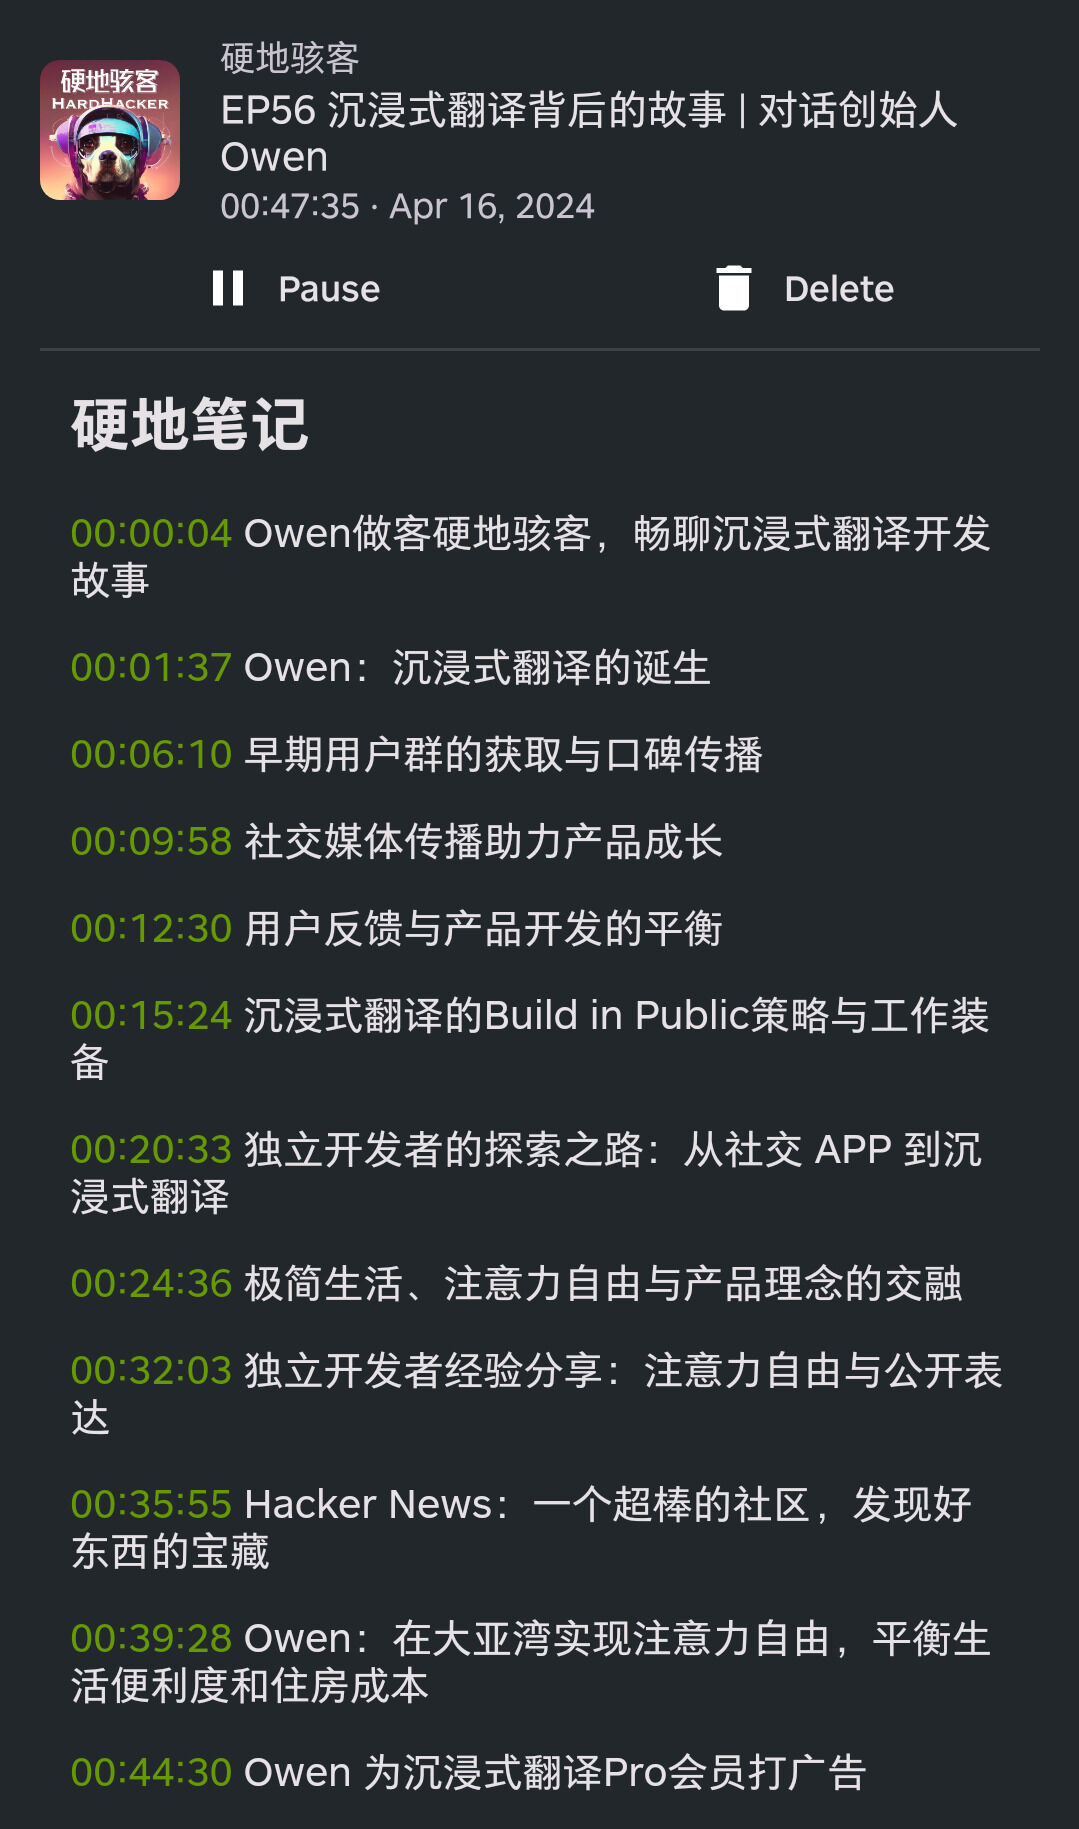 硬地骇客
HARDHACKER
硬地骇客
EP56 沉浸式翻译背后的故事 | 对话创始人
Owen
00:47:35 · Apr 16, 2024
Pause
Delete
硬地笔记
00:00:04 Owen做客硬地骇客，畅聊沉浸式翻译开发
故事
00:01:37 Owen：沉浸式翻译的诞生
00:06:10 早期用户群的获取与口碑传播
00:09:58 社交媒体传播助力产品成长
00:12:30 用户反馈与产品开发的平衡
00:15:24 沉浸式翻译的Build in Public策略与工作装
备
00:20:33 独立开发者的探索之路：从社交 APP 到沉
浸式翻译
00:24:36 极简生活、注意力自由与产品理念的交融
00:32:03 独立开发者经验分享：注意力自由与公开表
达
00:35:55 Hacker News：一个超棒的社区，发现好
东西的宝藏
00:39:28 Owen：在大亚湾实现注意力自由，平衡生
活便利度和住房成本
00:44:30 Owen 为沉浸式翻译Pro会员打广告